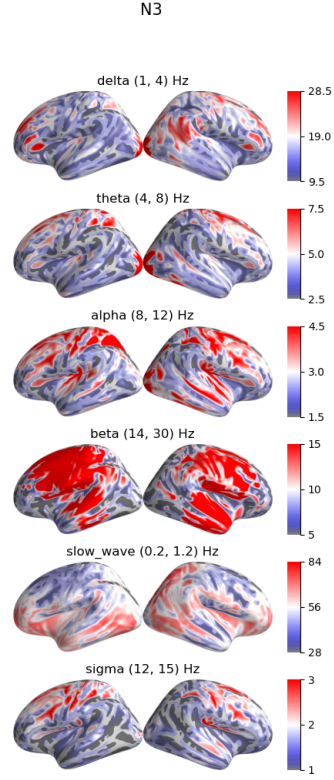 N3
delta (1, 4) Hz
28.5
19.0
9.5
theta (4, 8) Hz
7.5
5.0
2.5
alpha (8, 12) Hz
4.5
3.0
1.5
beta (14, 30) Hz
15
10
5
slow_wave (0.2, 1.2) Hz
84
56
28
sigma (12, 15) Hz
3
2
1